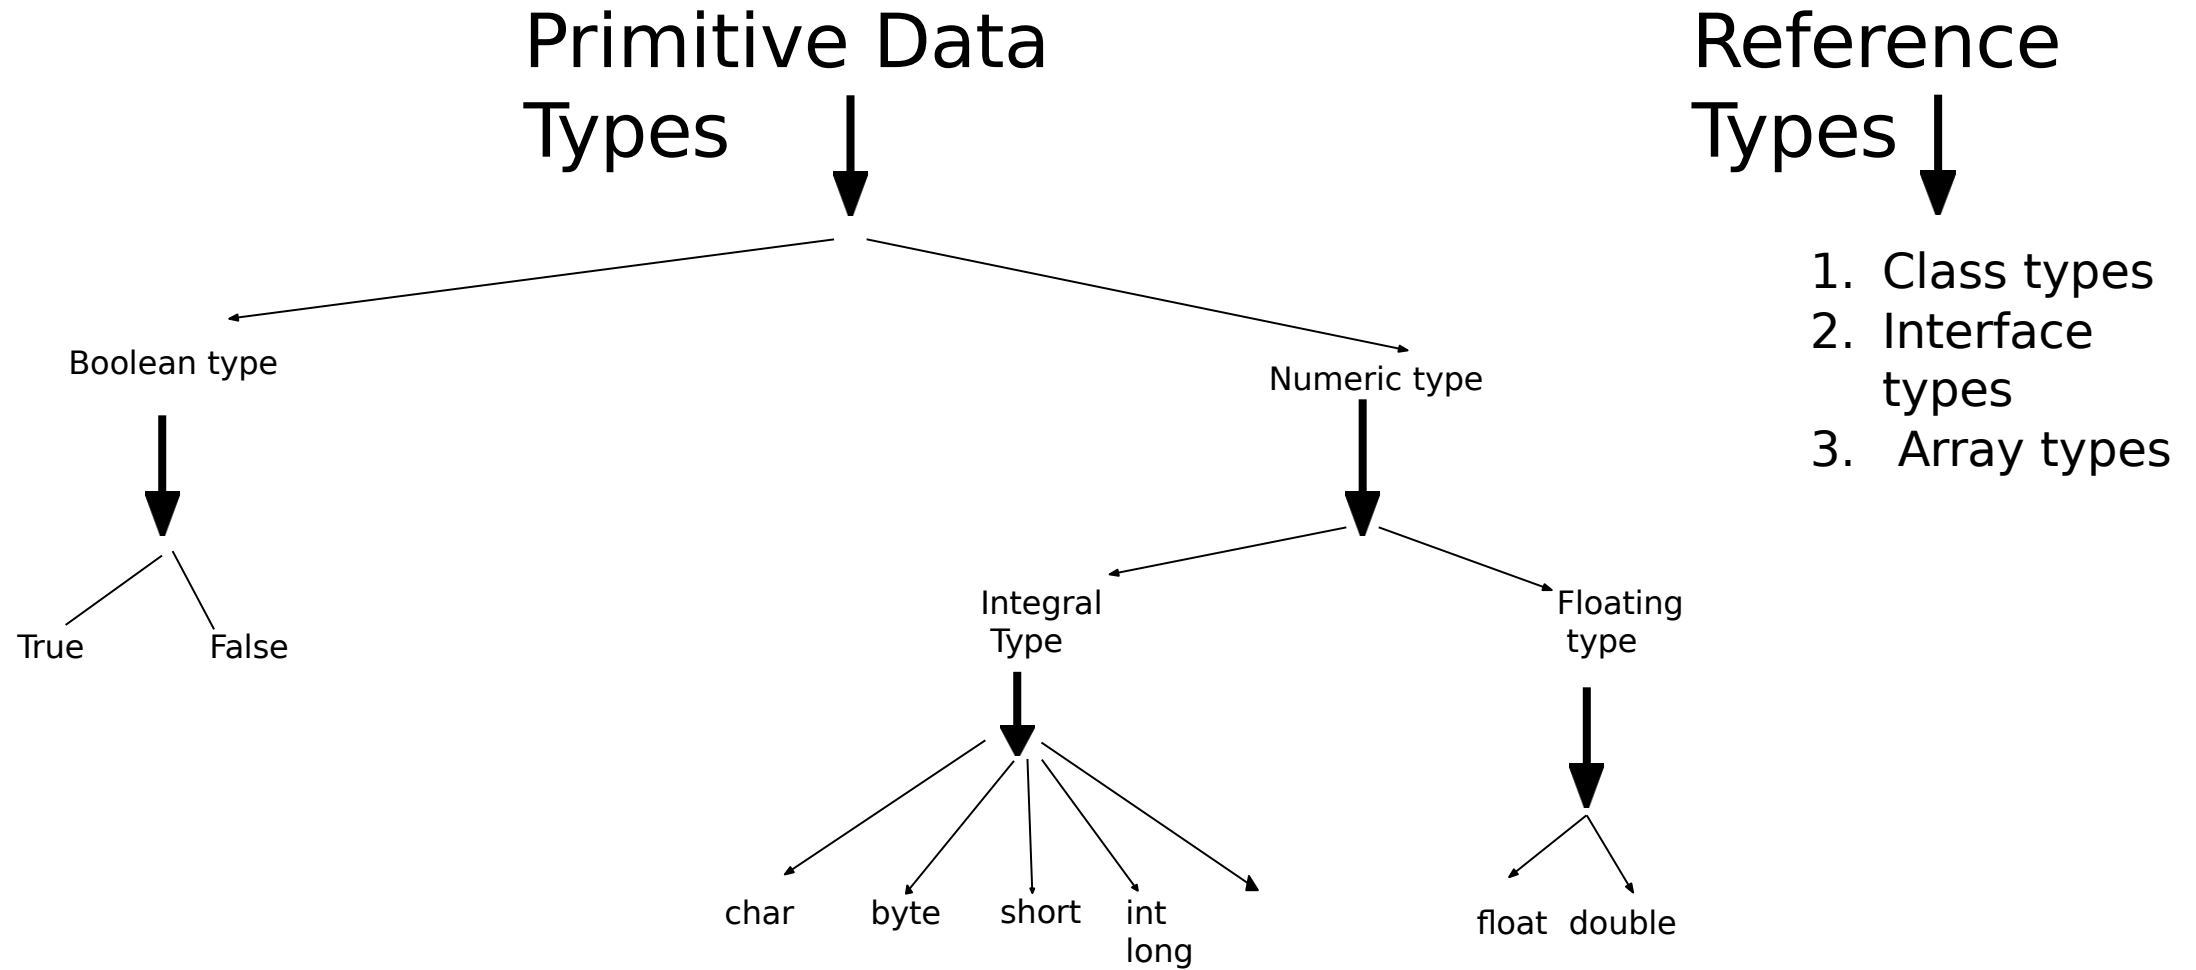 Primitive Data
Types
Reference
Types
1. Class types
2. Interface
types
3. Array types
Boolean type
Numeric type
True
False
Integral
Type
Floating
type
char
byte
short
int
long
float
double